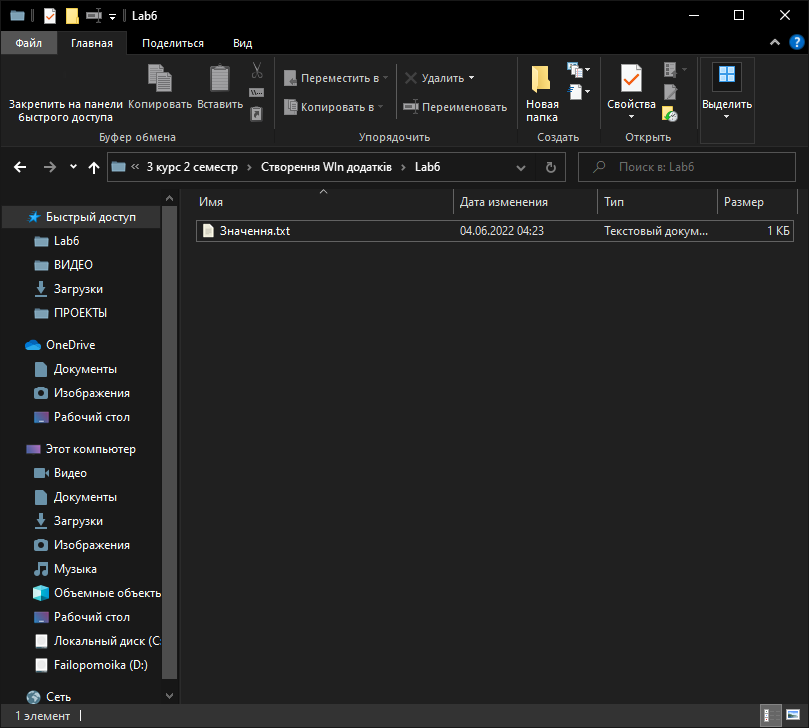 Lab6
Файл Главная Поделиться Вид
Закрепить на панели
быстрого доступа
Копировать
Вставить
Переместить в
Копировать в
Удалить
Переименовать
Новая
папка
Свойства
Выделить
Буфер обмена
Упорядочить
Создать
Открыть
« 3 курс 2 семестр > Створення WIn додатків > Lab6
Поиск в: Lab6
Имя Дата изменения Тип Размер
Значення.txt 04.06.2022 04:23 Текстовый докум... 1 КБ
Быстрый доступ
Lab6
ВИДЕО
Загрузки
ПРОЕКТЫ
OneDrive
Документы
Изображения
Рабочий стол
Этот компьютер
Видео
Документы
Загрузки
Изображения
Музыка
Объемные объекть
Рабочий стол
Локальный диск (C:
Failopomoika (D:)
Сеть
1 элемент